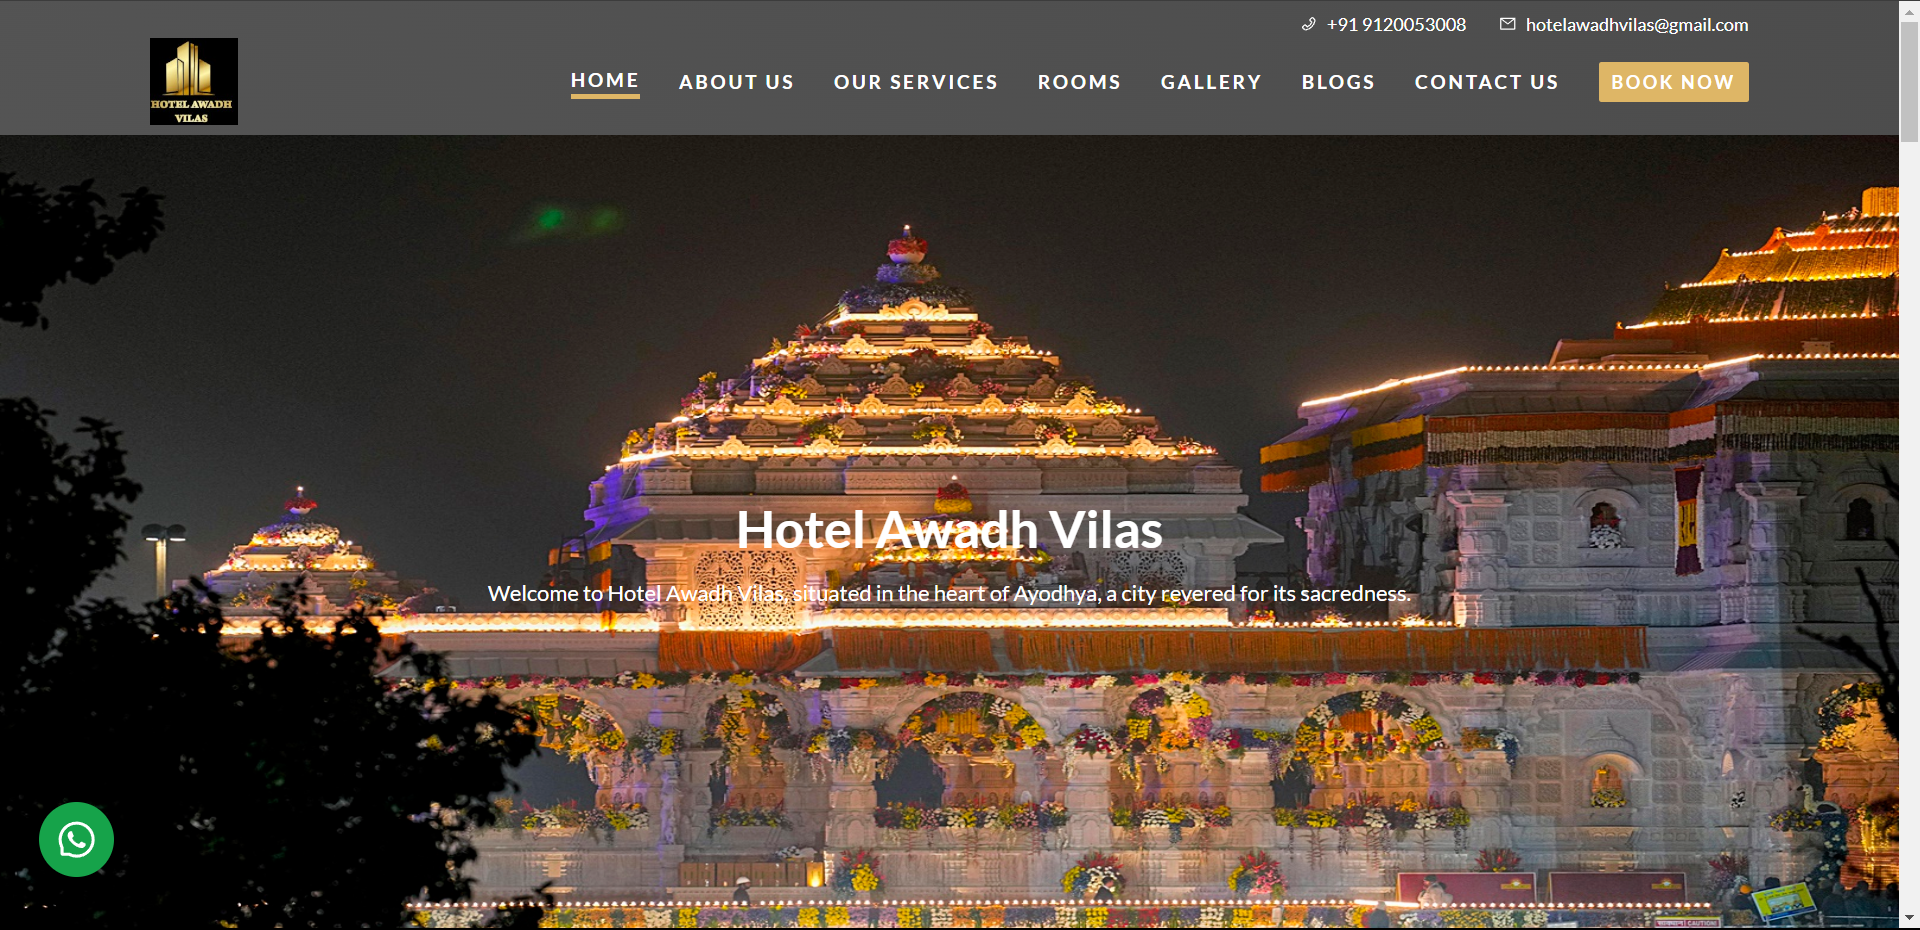 +91 9120053008
hotelawadhvilas@gmail.com
HOTEL AWADH
VILAS
HOME
ABOUT US
OUR SERVICES
ROOMS
GALLERY
BLOGS
CONTACT US
BOOK NOW
Hotel Awadh Vilas
Welcome to Hotel Awadh Vilas, situated in the heart of Ayodhya, a city revered for its sacredness.